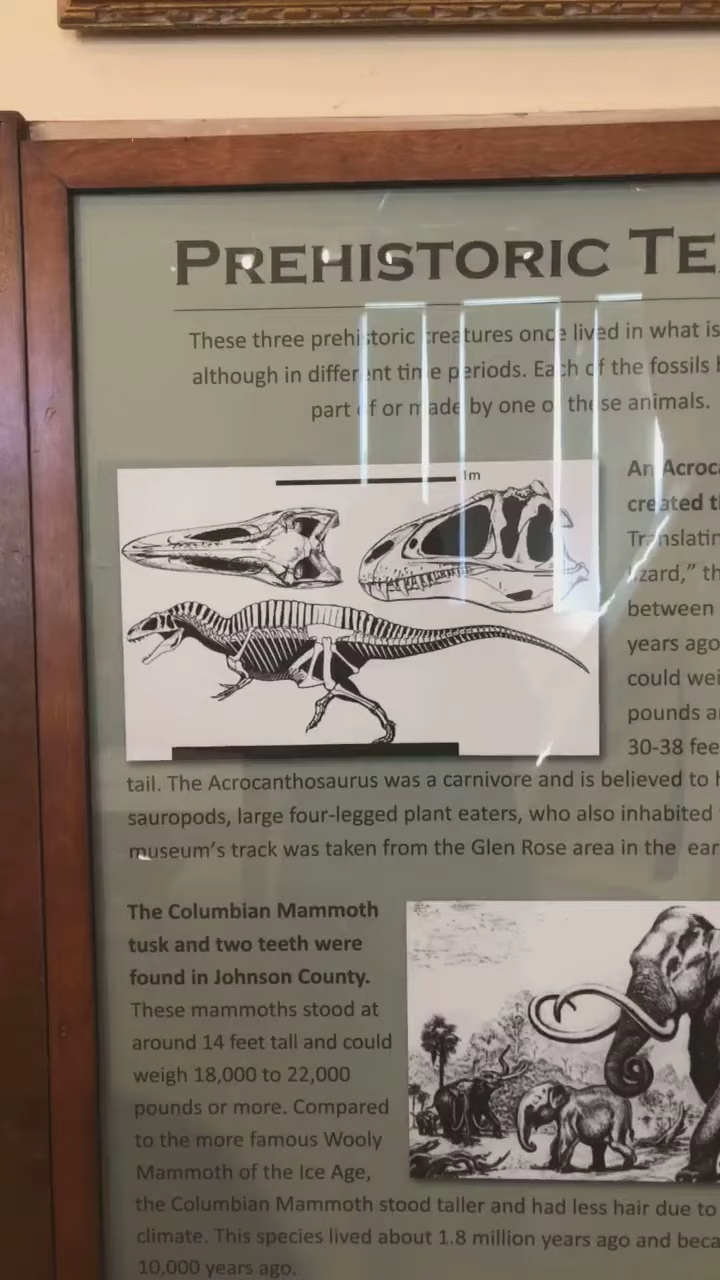 PREHISTORIC TE
These three prehistoric creatures once lived in what is
although in different time periods. Each of the fossils
part of or made by one of these animals.
1m
An Acroc
created t
Translatin
lizard,” th
between
years ago
could wei
pounds a
30-38 fee
tail. The Acrocanthosaurus was a carnivore and is believed to
sauropods, large four-legged plant eaters, who also inhabited
museum’s track was taken from the Glen Rose area in the ear
The Columbian Mammoth
tusk and two teeth were
found in Johnson County.
These mammoths stood at
around 14 feet tall and could
weigh 18,000 to 22,000
pounds or more. Compared
to the more famous Wooly
Mammoth of the Ice Age,
the Columbian Mammoth stood taller and had less hair due to
climate. This species lived about 1.8 million years ago and beca
10,000 years ago.